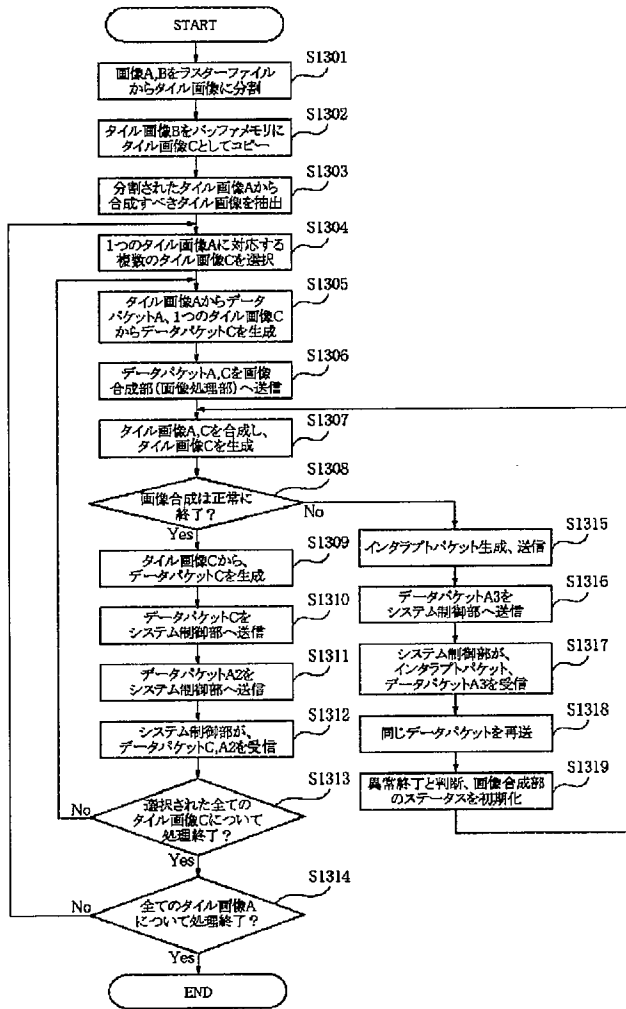 START
S1301
画像A,Bをラスターファイル
からタイル画像に分割
S1302
タイル画像Bをバッファメモリに
タイル画像Cとしてコピー
S1303
分割されたタイル画像Aから
合成すべきタイル画像を抽出
S1304
1つのタイル画像Aに対応する
複数のタイル画像Cを選択
S1305
タイル画像Aからデータ
パケットA、1つのタイル画像C
からデータパケットCを生成
S1306
データパケットA,Cを画像
合成部(画像処理部)へ送信
S1307
タイル画像A,Cを合成し、
タイル画像Cを生成
S1308
画像合成は正常に
終了?
No
Yes
S1309
タイル画像Cから、
データパケットCを生成
S1310
データパケットCを
システム制御部へ送信
S1311
データパケットA2を
システム制御部へ送信
S1312
システム制御部が、
データパケットC,A2を受信
S1313
選択された全ての
タイル画像Cについて
処理終了?
No
Yes
S1314
全てのタイル画像A
について処理終了?
No
Yes
END
S1315
インタラプトパケット生成、送信
S1316
データパケットA3を
システム制御部へ送信
S1317
システム制御部が、
インタラプトパケット、
データパケットA3を受信
S1318
同じデータパケットを再送
S1319
異常終了と判断、画像合成部
のステータスを初期化